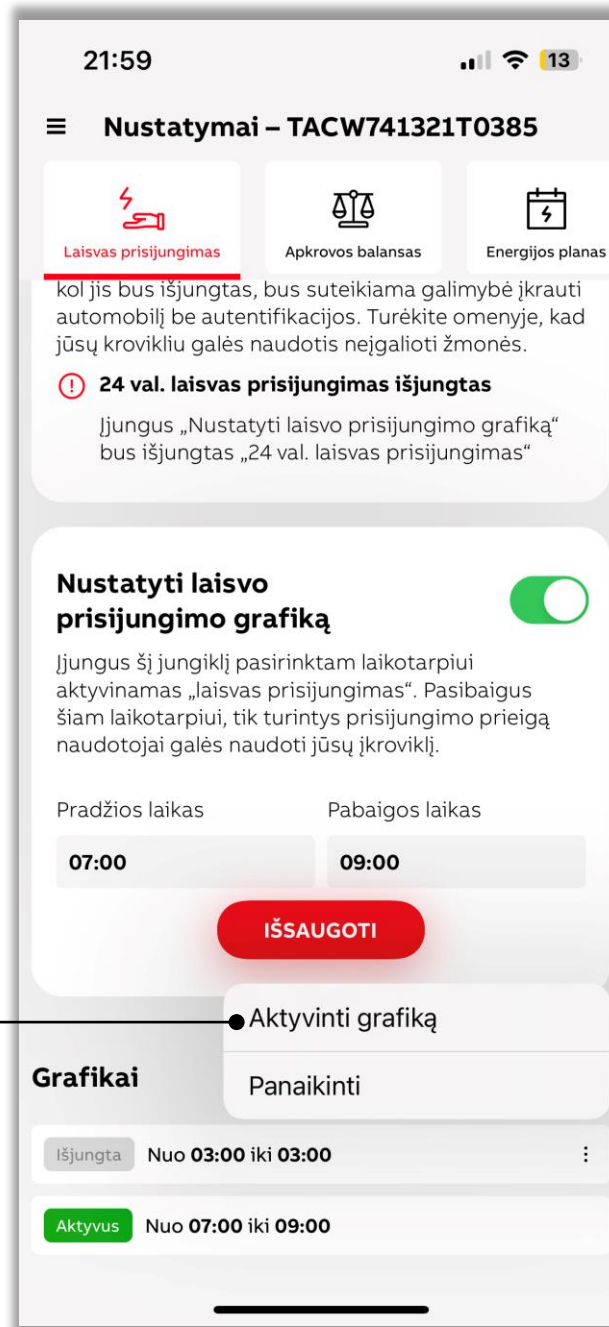 21:59
13
Nustatymai – TACW741321T0385
Laisvas prisijungimas
Apkrovos balansas
Energijos planas
kol jis bus išjungtas, bus suteikiama galimybė įkrauti
automobilį be autentifikacijos. Turėkite omenyje, kad
jūsų krovikliu galės naudotis neįgalioti žmonės.
24 val. laisvas prisijungimas išjungtas
Įjungus „Nustatyti laisvo prisijungimo grafiką“
bus išjungtas „24 val. laisvas prisijungimas“
Nustatyti laisvo
prisijungimo grafiką
Įjungus šį jungiklį pasirinktam laikotarpiui
aktyvinamas „laisvas prisijungimas“. Pasibaigus
šiam laikotarpiui, tik turintys prisijungimo prieigą
naudotojai galės naudoti jūsų įkroviklį.
Pradžios laikas
Pabaigos laikas
07:00
09:00
IŠSAUGOTI
Aktyvinti grafiką
Grafikai
Panaikinti
Išjungta Nuo 03:00 iki 03:00
Aktyvus Nuo 07:00 iki 09:00